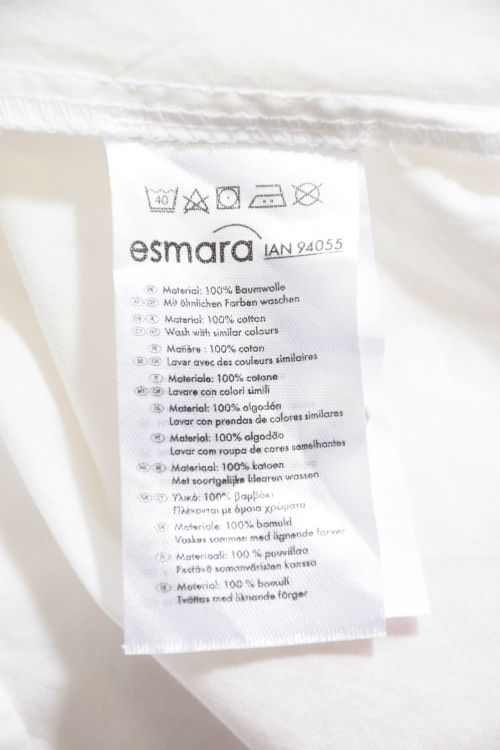 40
esmara IAN 94055
Material: 100% Baumwolle
Mit ähnlichen Farben waschen
Material: 100% cotton
Wash with similar colours
Matière : 100% coton
Laver avec des couleurs similaires
Materiale: 100% cotone
Lavare con colori simili
Material: 100% algodón
Lavar con prendas de colores similares
Material: 100% algodão
Lavar com roupa de cores semelhantes
Materiaal: 100% katoen
Met soortgelijke kleuren wassen
Υλικό: 100% βαμβάκι
Πλένονται με όμοια χρώματα
Materiale: 100% bomuld
Vaskes sammen med lignende farver
Materiaali: 100 % puuvillaa
Pestävä samanväristen kanssa
Material: 100 % bomull
Tvättas med liknande färger